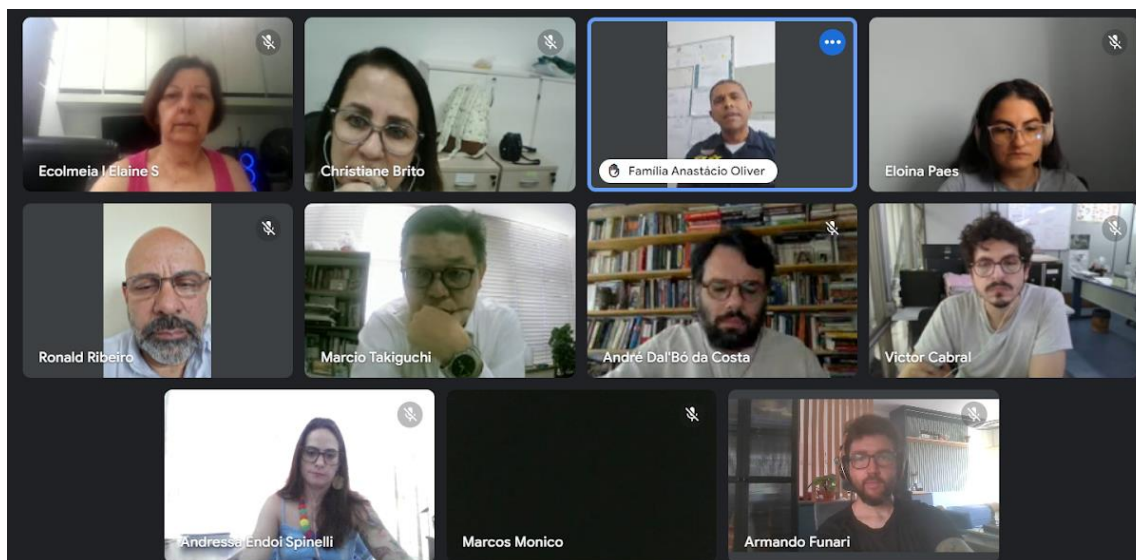 Ecolmeia | Elaine S
Christiane Brito
Família Anastácio Oliver
Eloina Paes
Ronald Ribeiro
Marcio Takiguchi
André Dal'Bó da Costa
Victor Cabral
Andressa Endoi Spinelli
Marcos Monico
Armando Funari